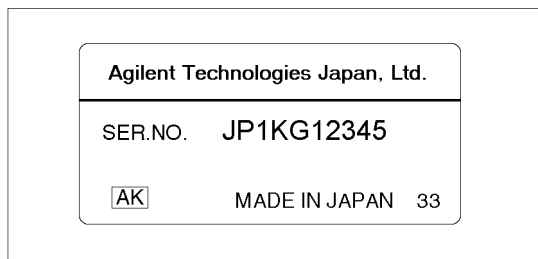 Agilent Technologies Japan, Ltd.
SER.NO. JP1KG12345
AK MADE IN JAPAN 33